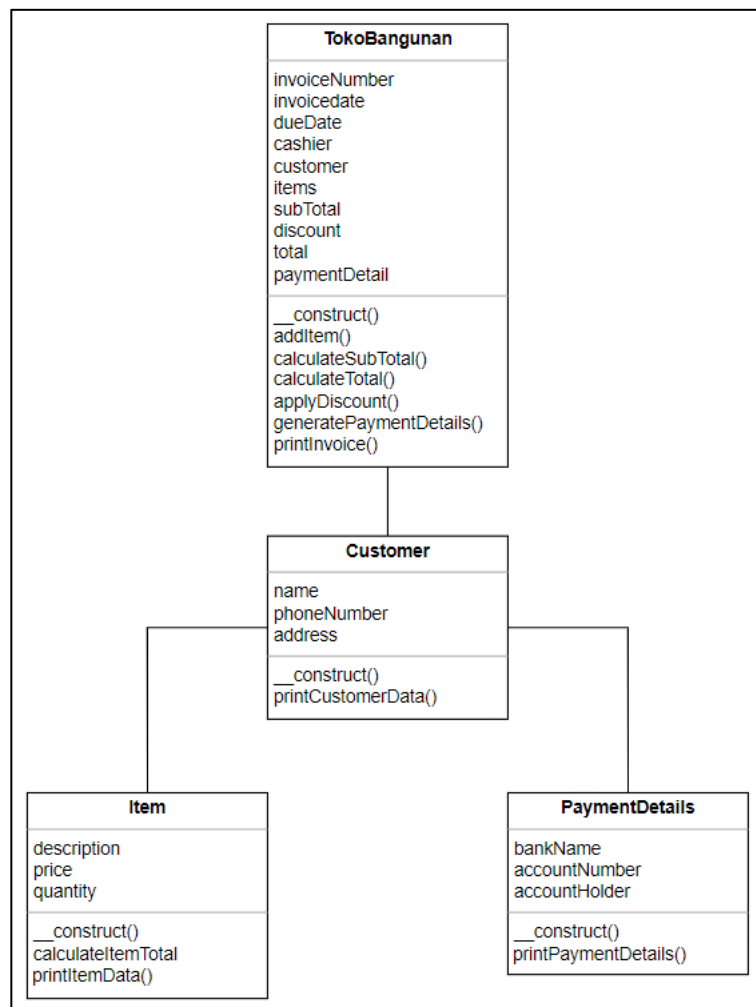 TokoBangunan
invoiceNumber
invoicedate
dueDate
cashier
customer
items
subTotal
discount
total
paymentDetail
__construct()
addItem()
calculateSubTotal()
calculateTotal()
applyDiscount()
generatePaymentDetails()
printInvoice()
Customer
name
phoneNumber
address
__construct()
printCustomerData()
Item
description
price
quantity
__construct()
calculateItemTotal
printItemData()
PaymentDetails
bankName
accountNumber
accountHolder
__construct()
printPaymentDetails()